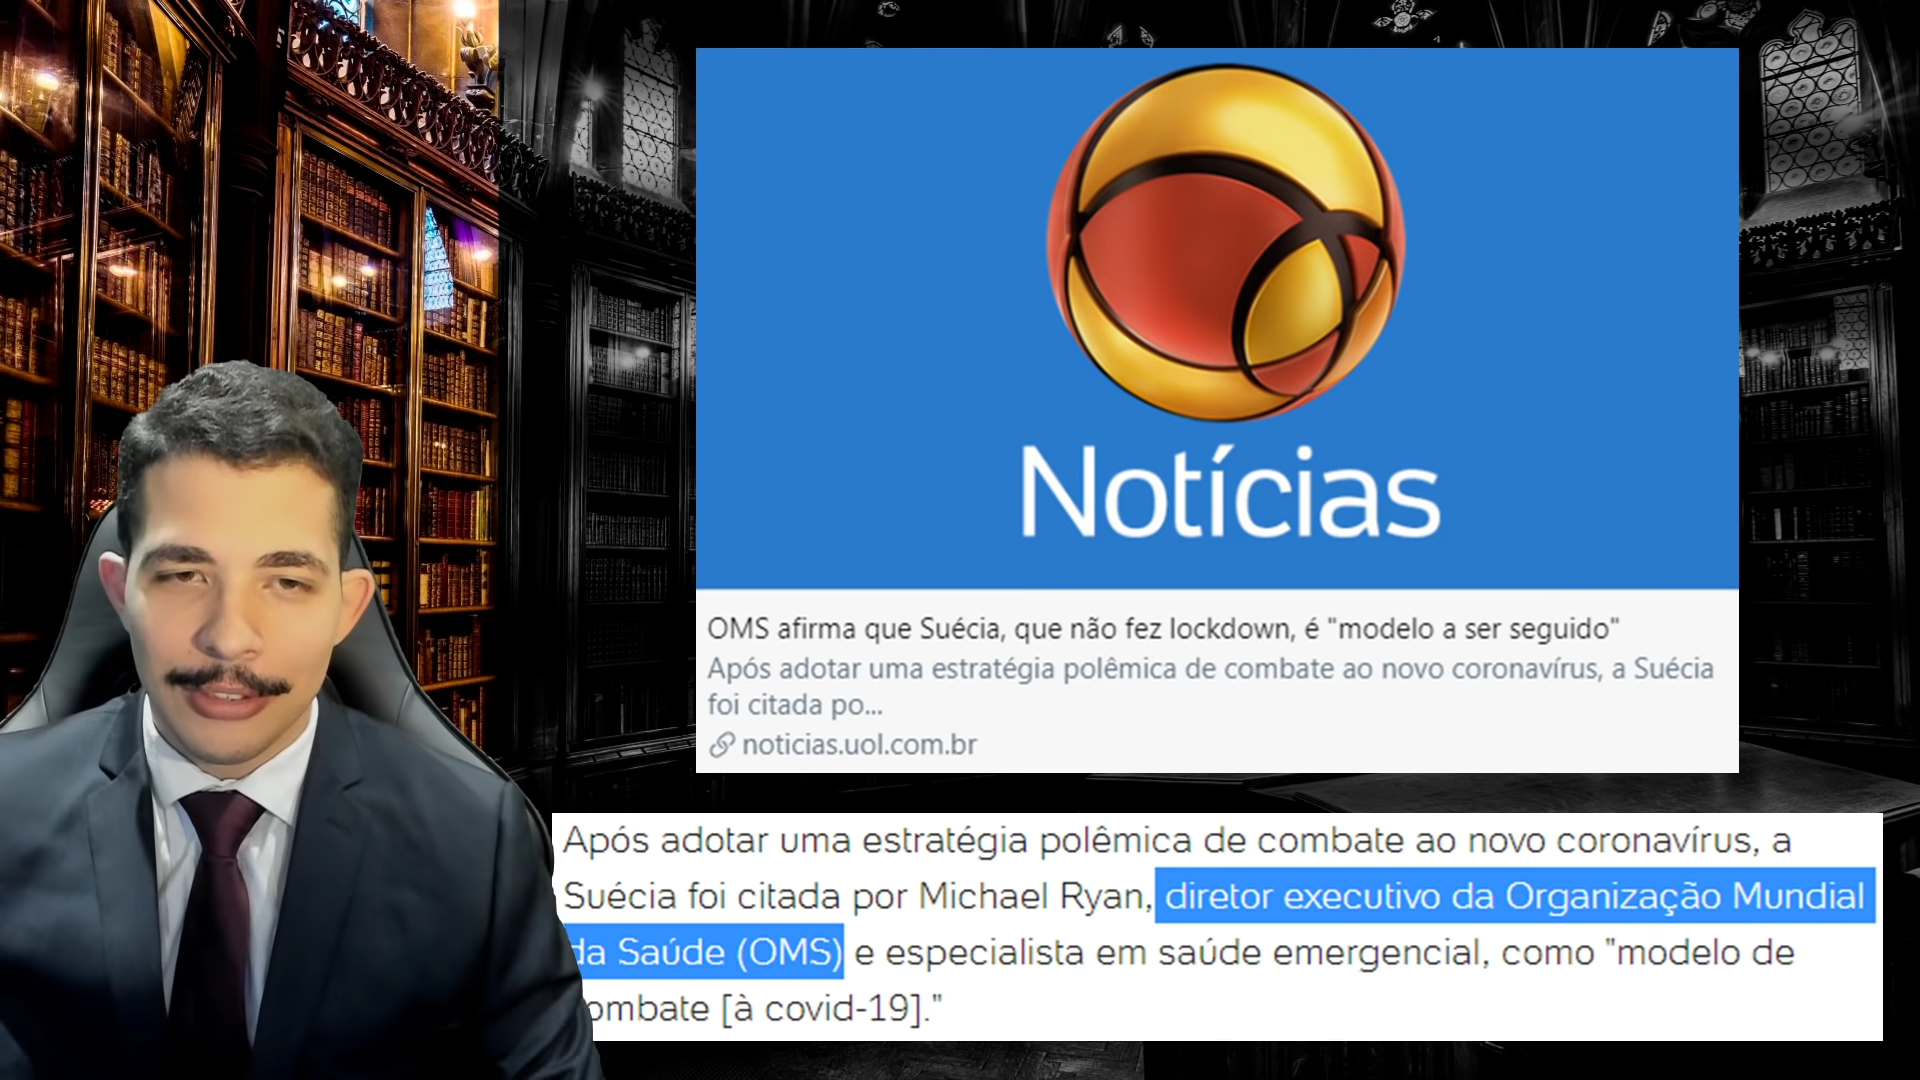 Notícias
OMS afirma que Suécia, que não fez lockdown, é "modelo a ser seguido"
Após adotar uma estratégia polêmica de combate ao novo coronavírus, a Suécia
foi citada po...
noticias.uol.com.br
Após adotar uma estratégia polêmica de combate ao novo coronavírus, a
Suécia foi citada por Michael Ryan, diretor executivo da Organização Mundial
da Saúde (OMS) e especialista em saúde emergencial, como "modelo de
ombate [à covid-19]."